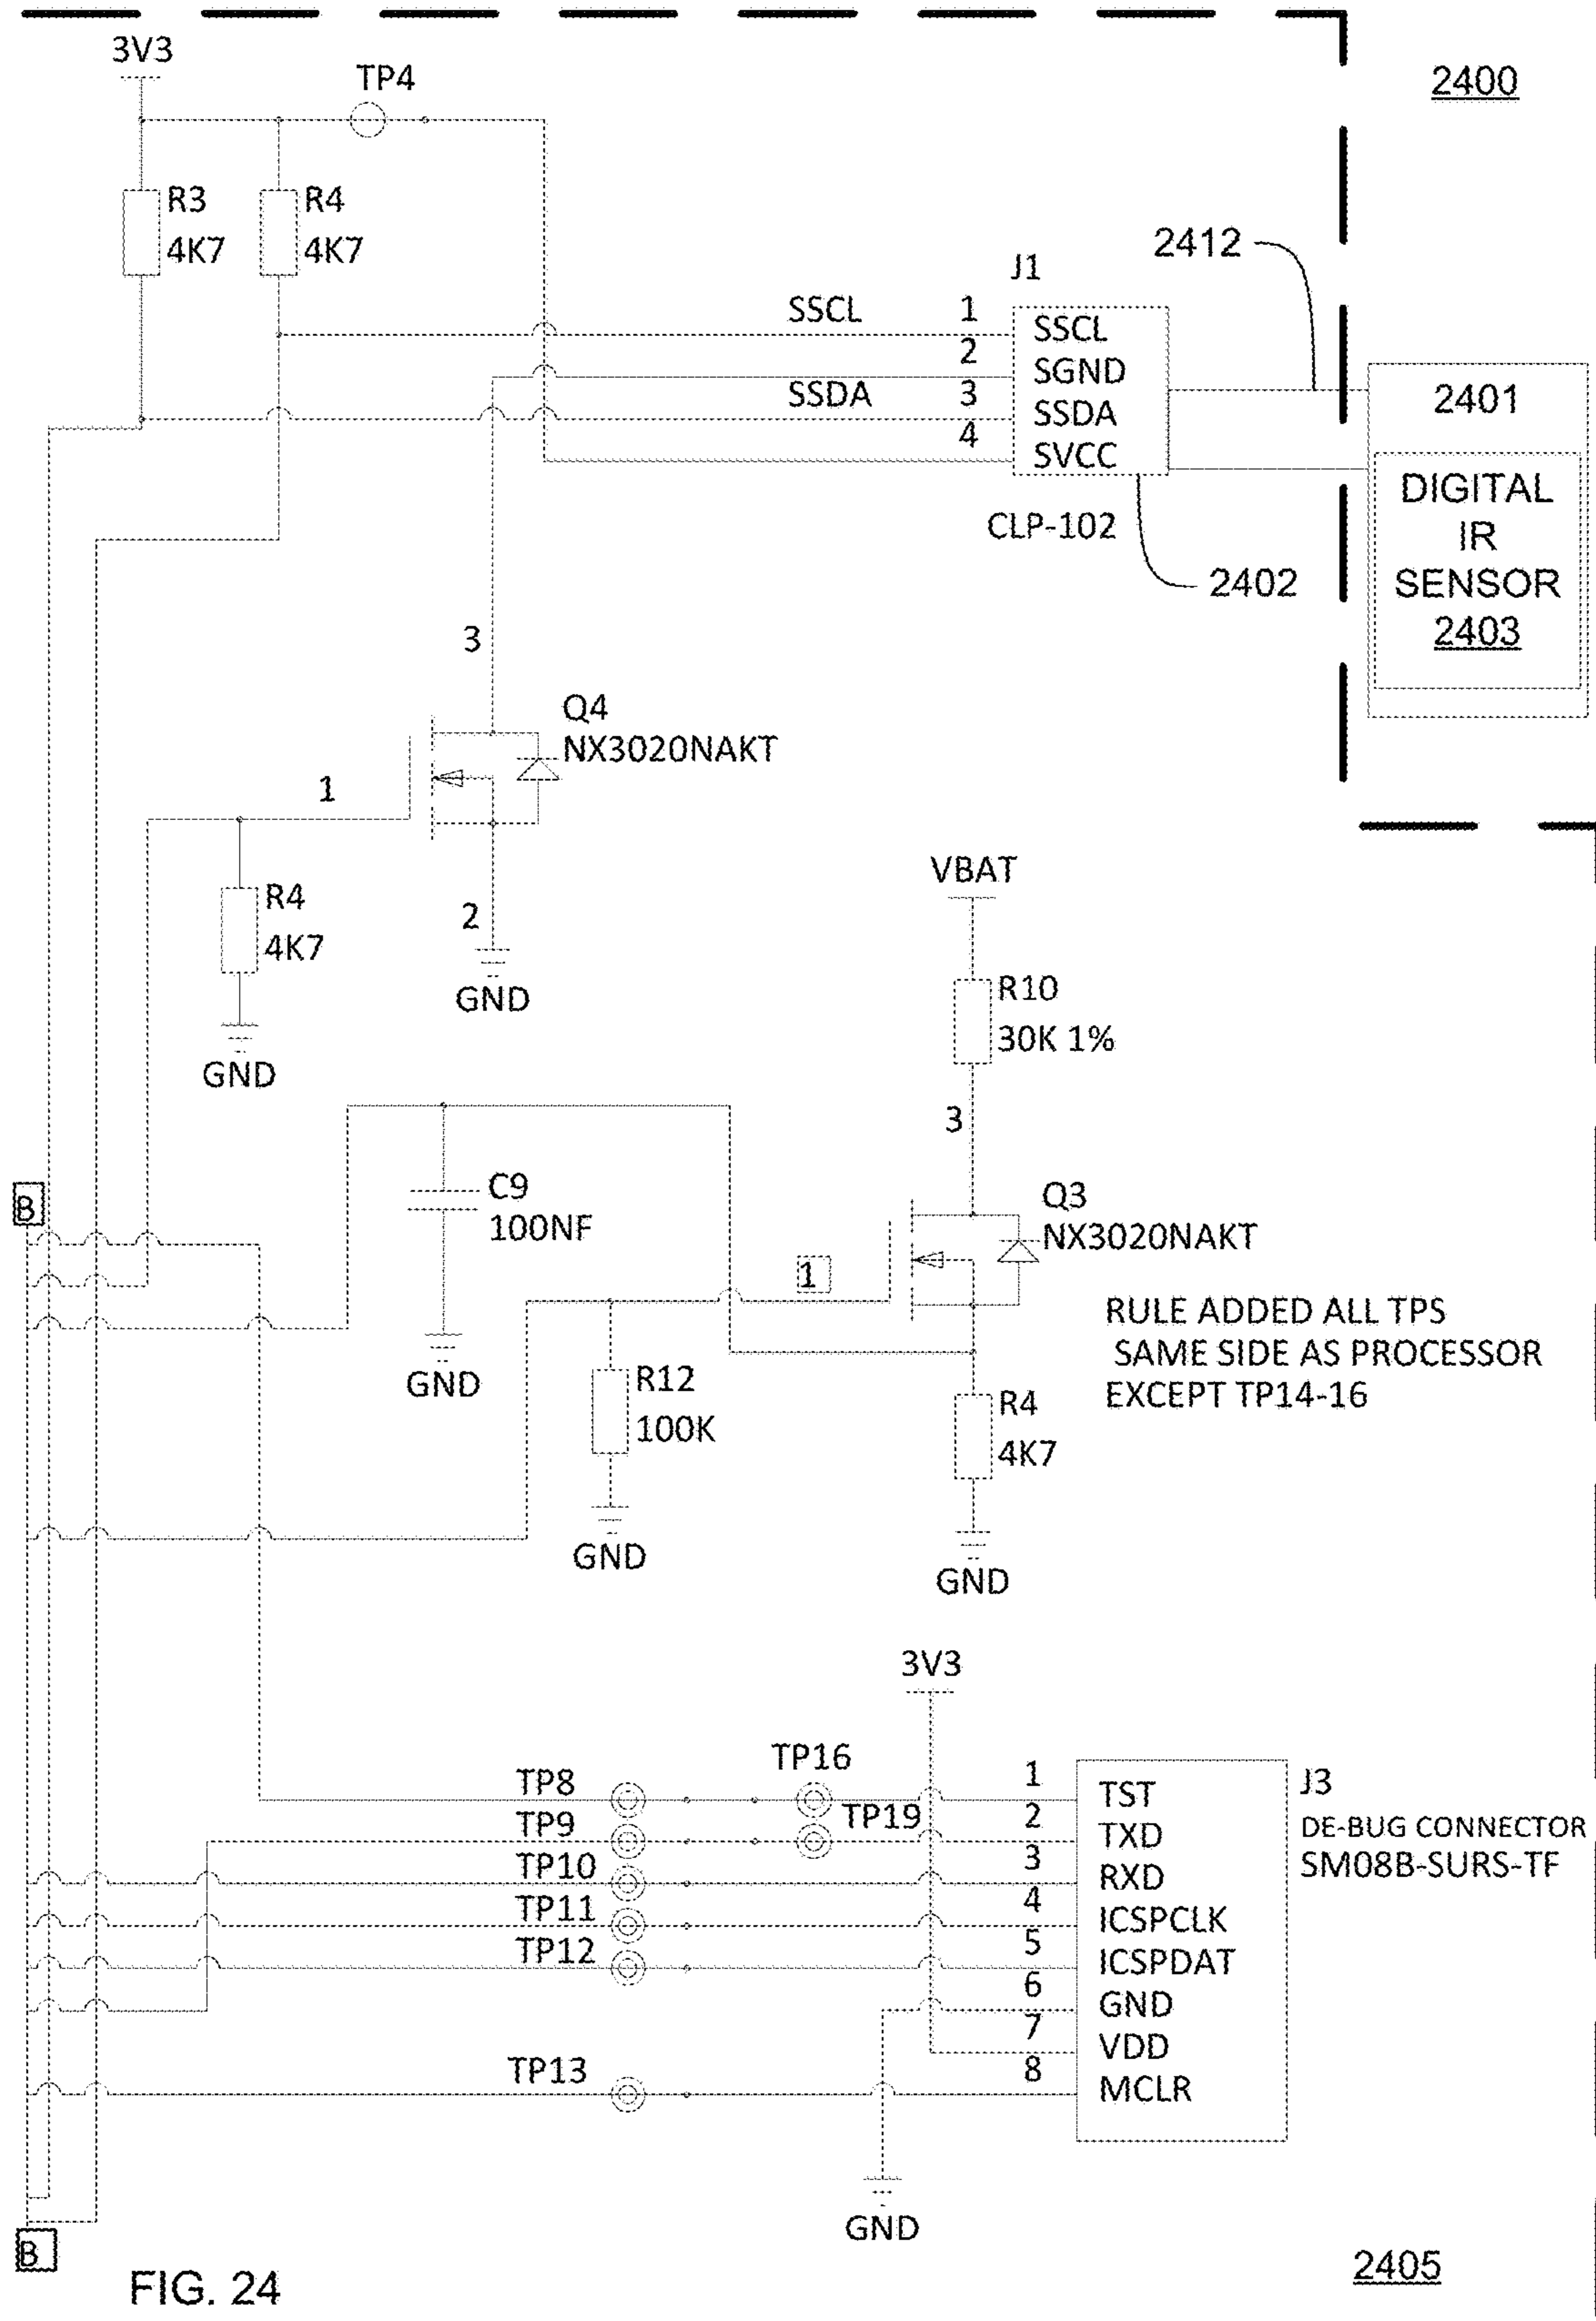 3V3
TP4
2400
R3
4K7
R4
4K7
2412
J1
SSCL
1
SSCL
2
SGND
SSDA
3
SSDA
4
SVCC
2401
DIGITAL
IR
SENSOR
2403
CLP-102
2402
3
Q4
NX3020NAKT
1
R4
4K7
2
GND
GND
VBAT
R10
30K 1%
3
B
C9
100NF
Q3
NX3020NAKT
1
RULE ADDED ALL TPS
SAME SIDE AS PROCESSOR
EXCEPT TP14-16
GND
R12
100K
R4
4K7
GND
GND
3V3
TP8
TP16
1
TST
J3
TP9
TP19
2
TXD
DE-BUG CONNECTOR
SM08B-SURS-TF
TP10
3
RXD
TP11
4
ICSPCLK
TP12
5
ICSPDAT
6
GND
7
VDD
TP13
8
MCLR
GND
B
2405
FIG. 24